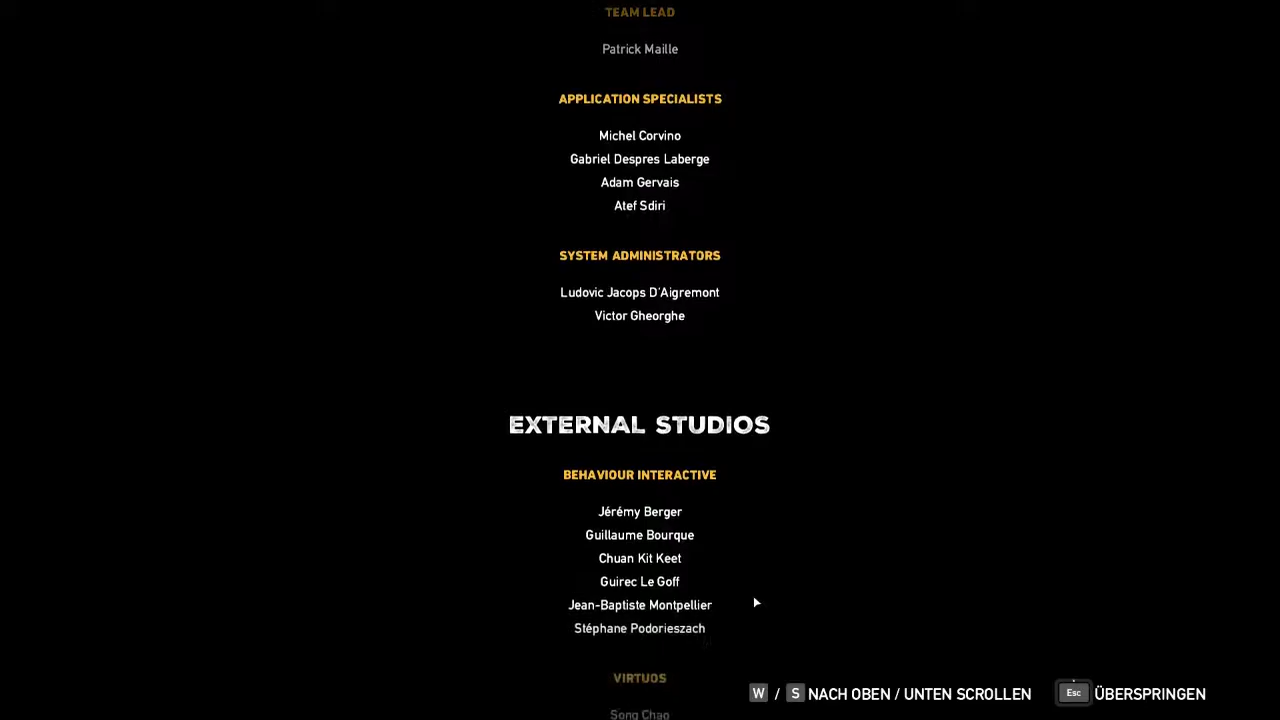 TEAM LEAD
Patrick Maille
APPLICATION SPECIALISTS
Michel Corvino
Gabriel Despres Laberge
Adam Gervais
Atef Sdiri
SYSTEM ADMINISTRATORS
Ludovic Jacops D'Aigremont
Victor Gheorghe
EXTERNAL STUDIOS
BEHAVIOUR INTERACTIVE
Jérémy Berger
Guillaume Bourque
Chuan Kit Keet
Guirec Le Goff
Jean-Baptiste Montpellier
Stéphane Podorieszach
VIRTUOS
Song Chao
W / S NACH OBEN / UNTEN SCROLLEN Esc ÜBERSPRINGEN